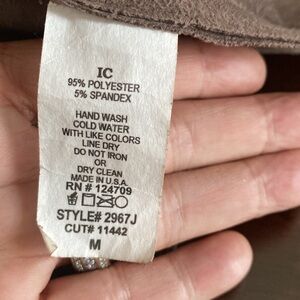 IC
95% POLYESTER
5% SPANDEX
HAND WASH
COLD WATER
WITH LIKE COLORS
LINE DRY
DO NOT IRON
OR
DRY CLEAN
MADE IN U.S.A.
RN # 124709
STYLE# 2967J
CUT# 11442
M